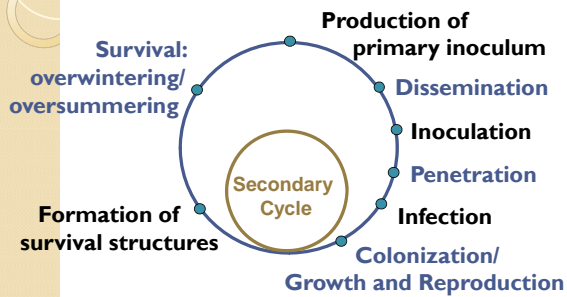 Production of
primary inoculum
Survival:
overwintering/
oversummering
Dissemination
Inoculation
Penetration
Infection
Colonization/
Growth and Reproduction
Formation of
survival structures
Secondary
Cycle